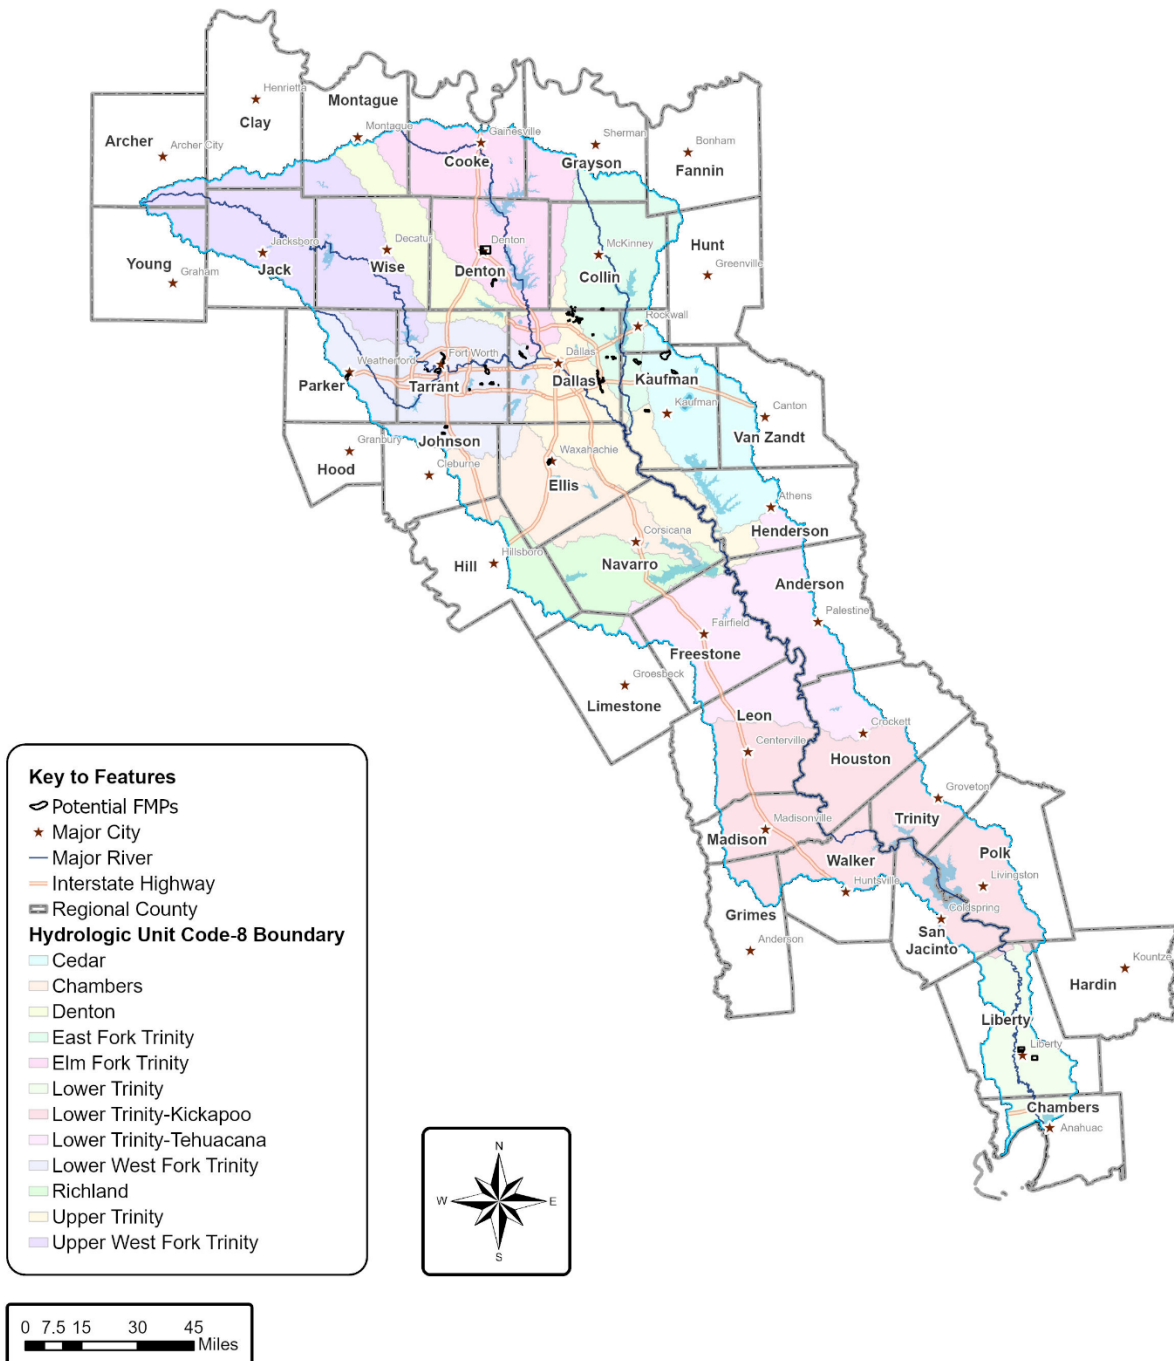 Henrietta
Montague
Clay
Archer
Archer City
Montague
Gainesville
Cooke
Sherman
Grayson
Bonham
Fannin
Hunt
Greenville
Young
Graham
Jacksboro
Jack
Decatur
Wise
Denton
Denton
McKinney
Collin
Rockwall
Weatherford
Parker
Fort Worth
Tarrant
Dallas
Dallas
Kaufman
Kaufman
Canton
Van Zandt
Granbury
Hood
Johnson
Cleburne
Waxahachie
Ellis
Athens
Henderson
Hill
Hillsboro
Corsicana
Navarro
Anderson
Palestine
Fairfield
Freestone
Groesbeck
Limestone
Leon
Centerville
Crockett
Houston
Groveton
Trinity
Madisonville
Madison
Walker
Huntsville
Polk
Livingston
Coldspring
San
Jacinto
Grimes
Anderson
Kountze
Hardin
Liberty
Liberty
Chambers
Anahuac
Key to Features
Potential FMPs
Major City
Major River
Interstate Highway
Regional County
Hydrologic Unit Code-8 Boundary
Cedar
Chambers
Denton
East Fork Trinity
Elm Fork Trinity
Lower Trinity
Lower Trinity-Kickapoo
Lower Trinity-Tehuacana
Lower West Fork Trinity
Richland
Upper Trinity
Upper West Fork Trinity
N
W E
S
0 7.5 15 30 45
Miles